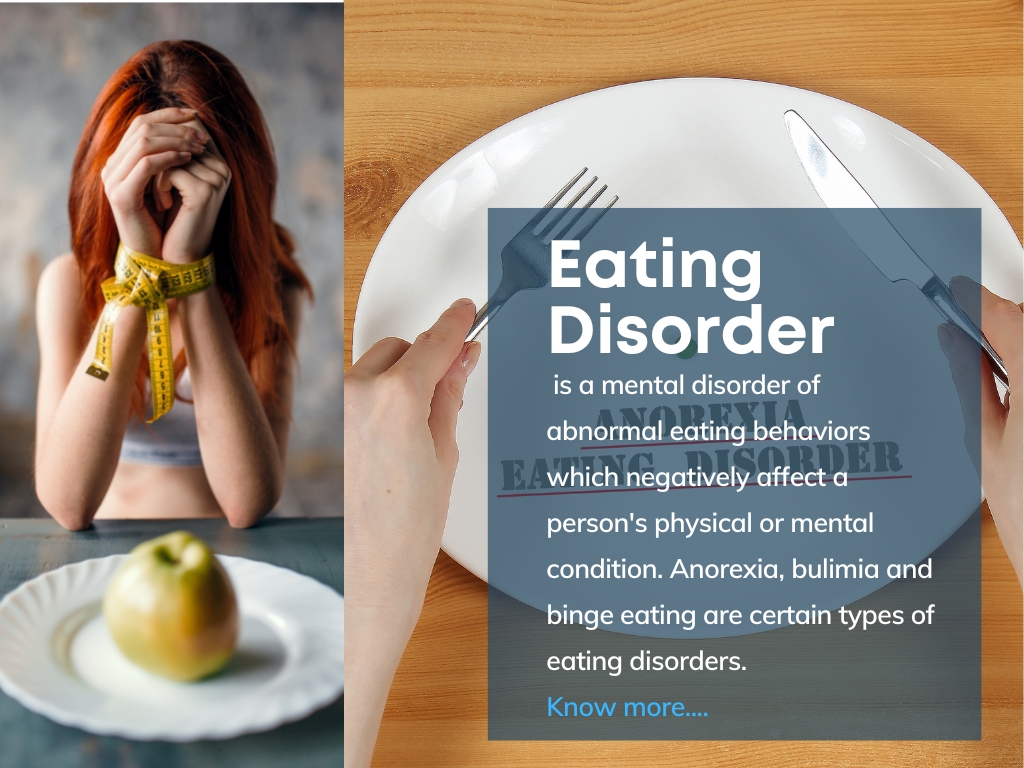 Eating
Disorder
is a mental disorder of
abnormal eating behaviors
which negatively affect a
person's physical or mental
condition. Anorexia, bulimia and
binge eating are certain types of
eating disorders.
Know more....
ANOREXIA
EATING DISORDER